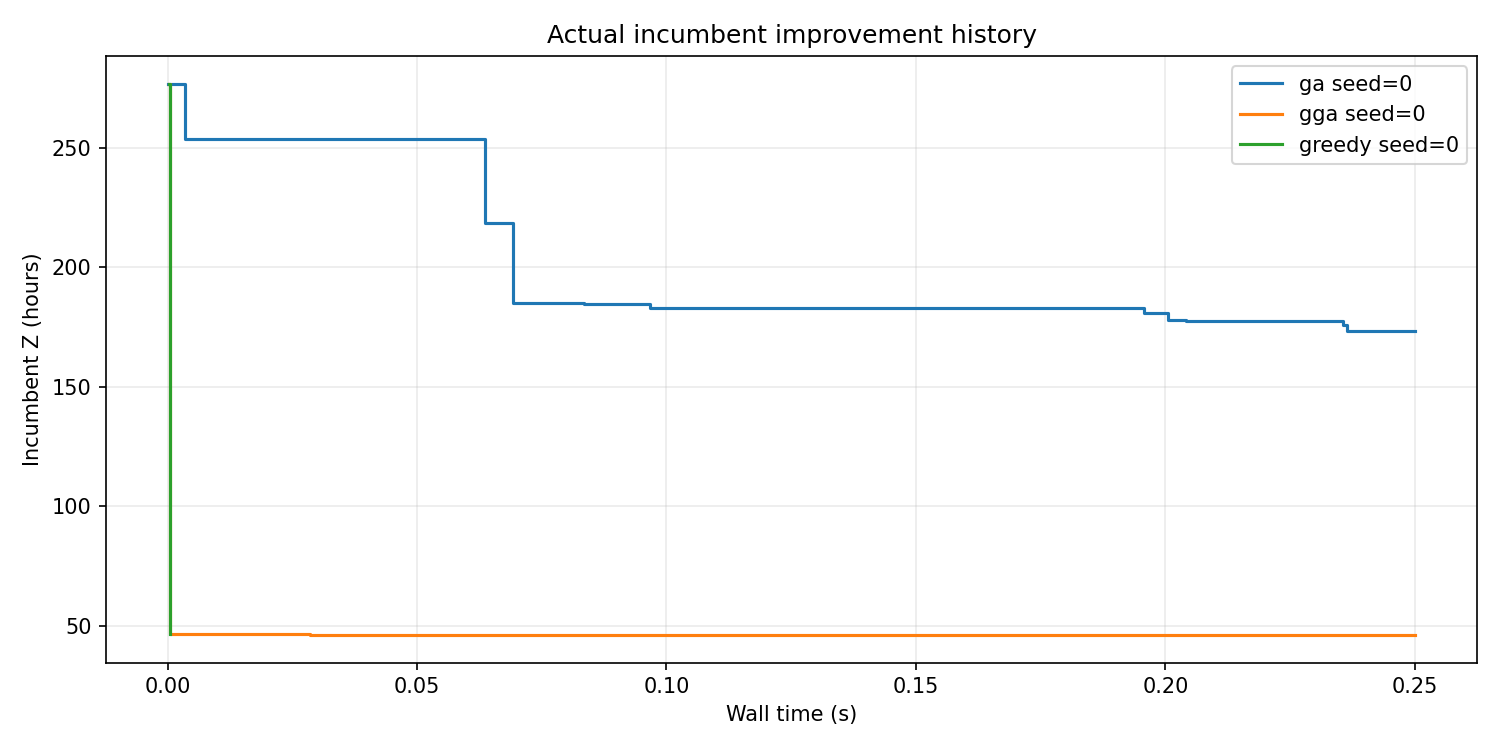 Actual incumbent improvement history
ga seed=0
gga seed=0
greedy seed=0
Incumbent Z (hours)
250
200
150
100
50
0.00
0.05
0.10
0.15
0.20
0.25
Wall time (s)